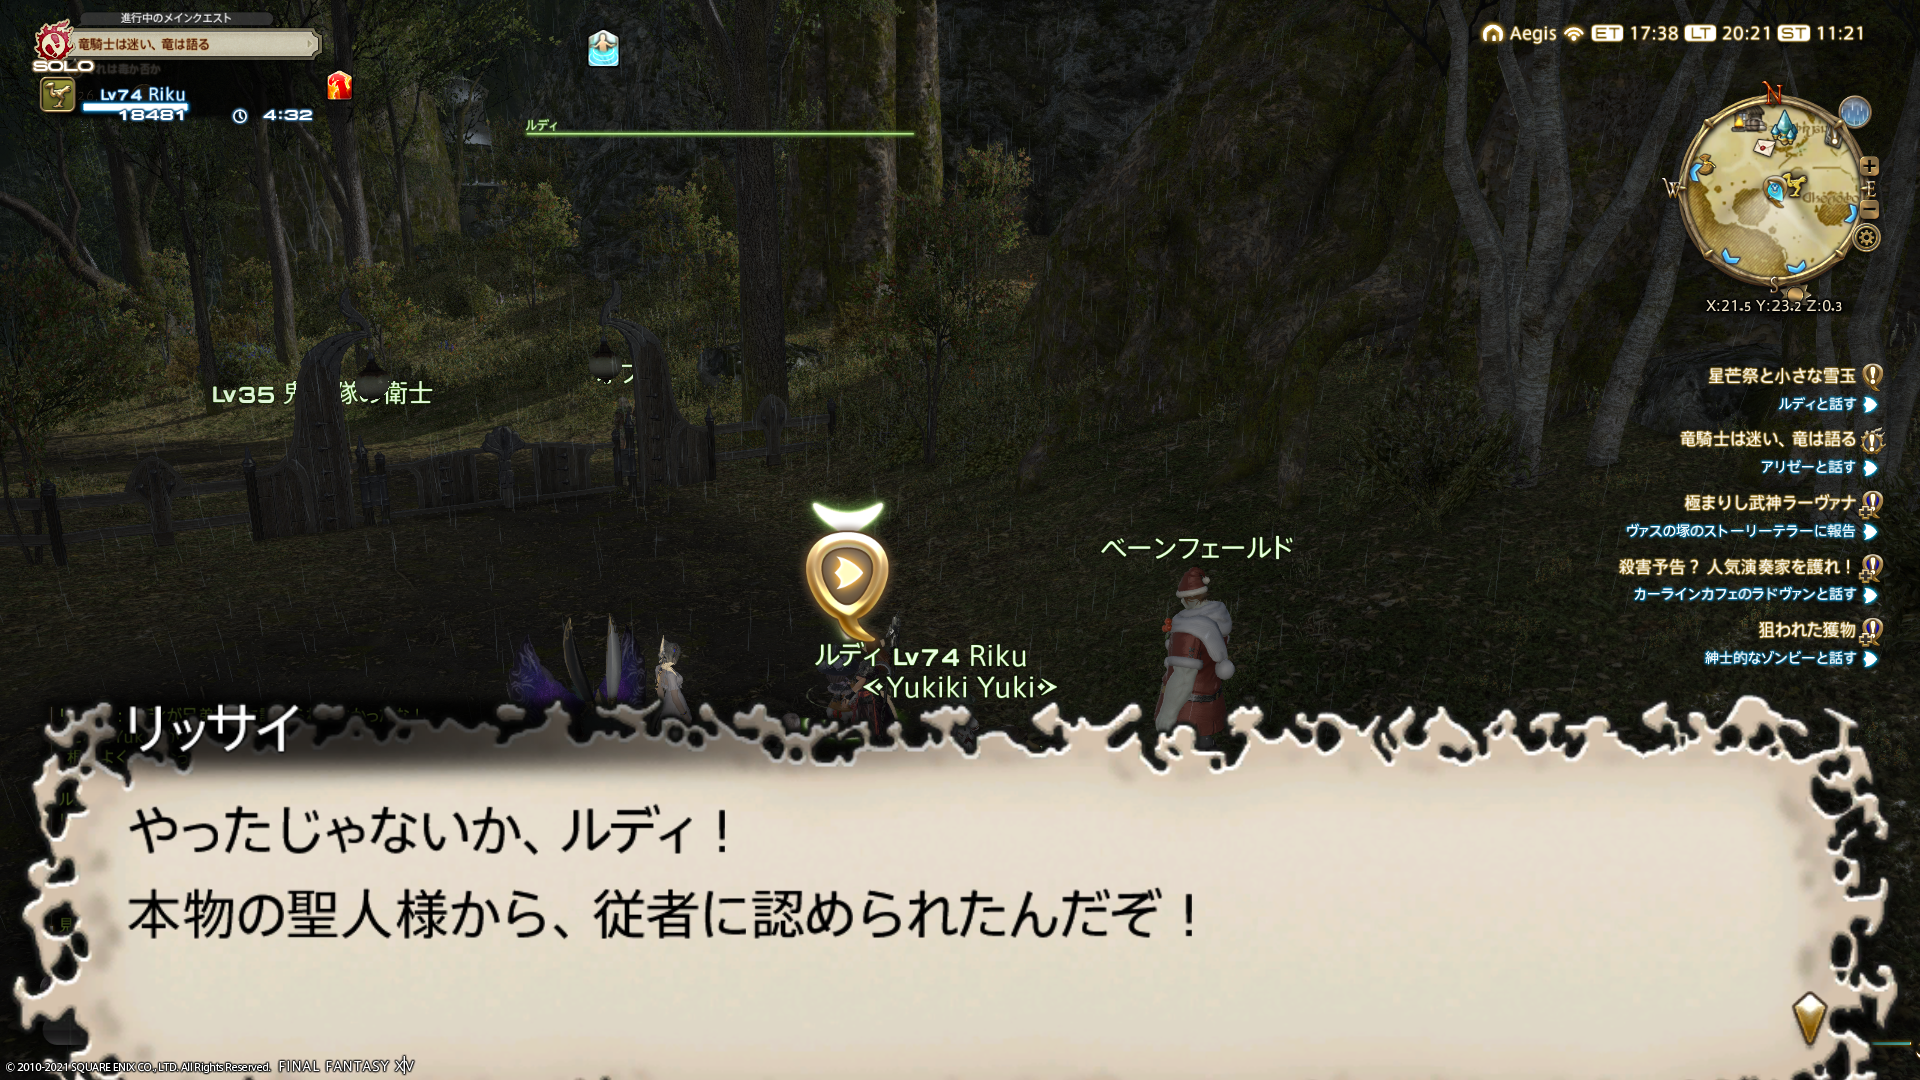 進行中のメインクエスト
竜騎士は迷い、竜は語る
SOLO
Lv74 Riku
18481
4:32
ルディ
Aegis ET 17:38 LT 20:21 ST 11:21
N
W
E
S
X:21.5 Y:23.2 Z:0.3
星芒祭と小さな雪玉
ルディと話す
竜騎士は迷い、竜は語る
アリゼーと話す
極まりし武神ラーヴァナ
ヴァスの塚のストーリーテラーに報告
殺害予告？ 人気演奏家を護れ！
カーラインカフェのラドヴァンと話す
狙われた獲物
紳士的なゾンビーと話す
Lv35
衛士
ベーンフェールド
ルディ Lv74 Riku
«Yukiki Yuki»
リッサイ
やったじゃないか、ルディ！
本物の聖人様から、従者に認められたんだぞ！
© 2010-2021 SQUARE ENIX CO., LTD. All Rights Reserved. FINAL FANTASY XIV